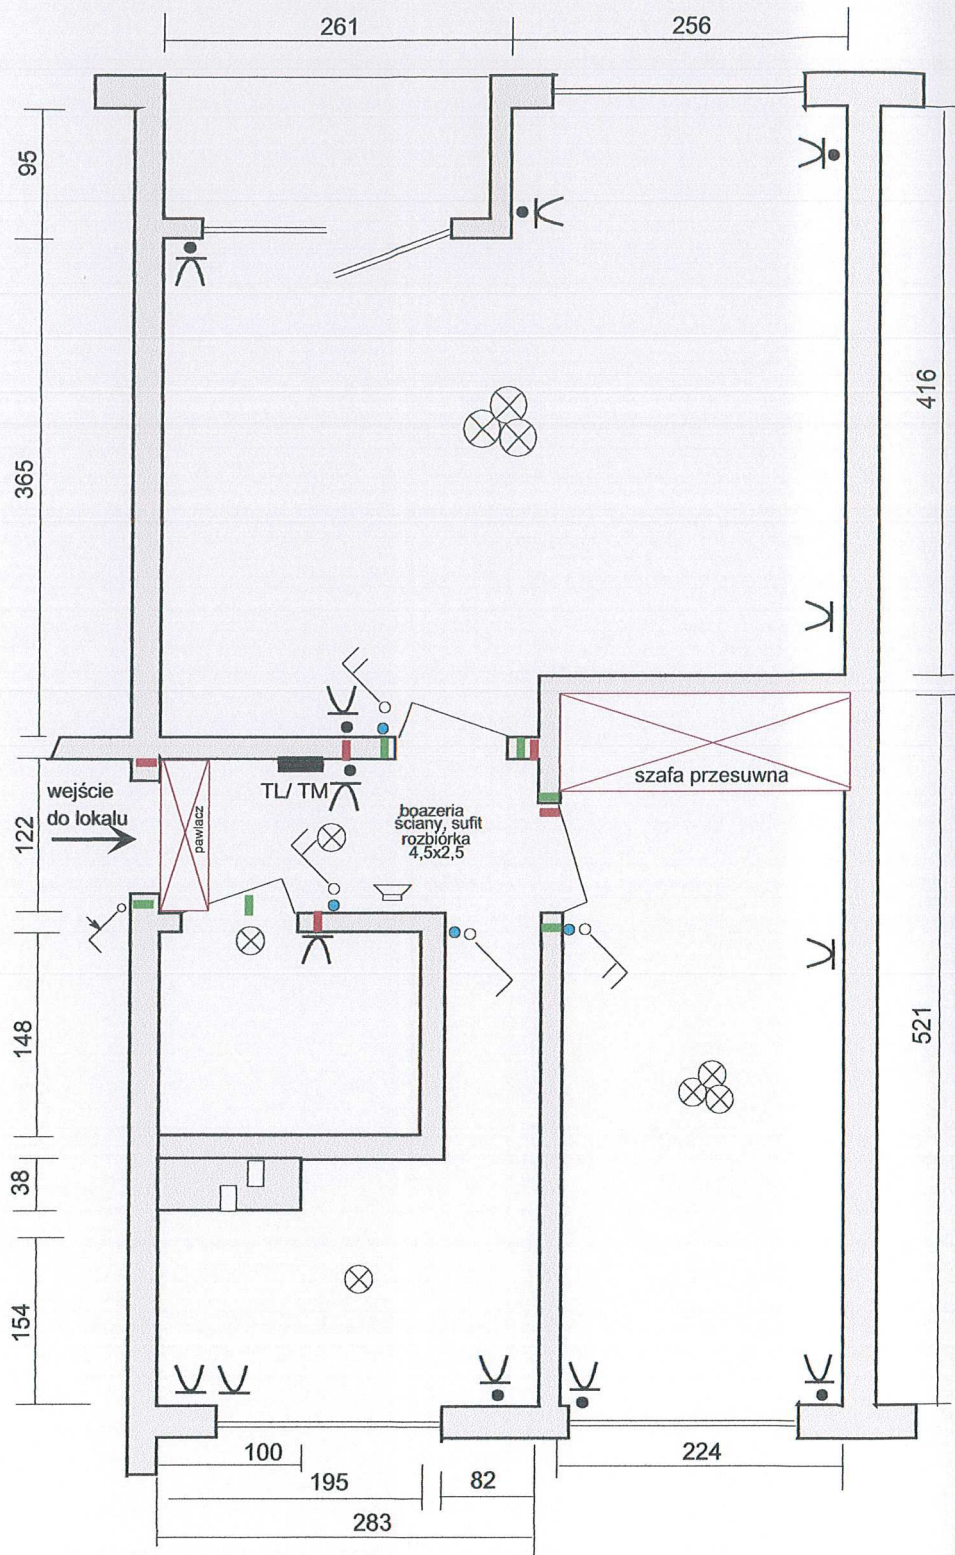 261
256
95
365
416
wejście
do lokalu
122
pawlacz
TL/ TM
boazeria
ściany, sufit
rozbiórka
4,5x2,5
szafa przesuwna
148
38
154
521
100
195
82
283
224